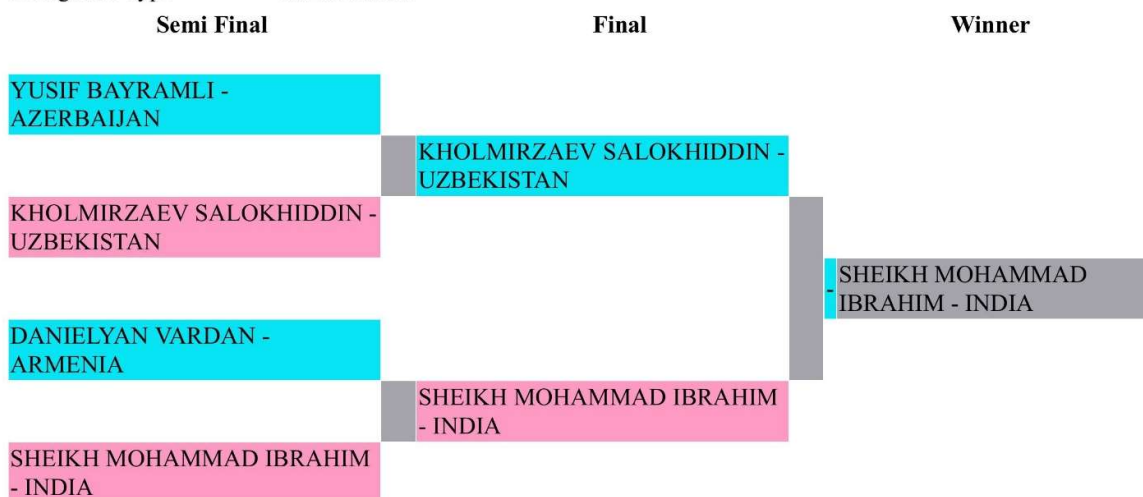 Semi Final
Final
Winner
YUSIF BAYRAMLI -
AZERBAIJAN
KHOLMIRZAEV SALOKHIDDIN -
UZBEKISTAN
KHOLMIRZAEV SALOKHIDDIN -
UZBEKISTAN
-
SHEIKH MOHAMMAD
IBRAHIM - INDIA
DANIELYAN VARDAN -
ARMENIA
SHEIKH MOHAMMAD IBRAHIM
- INDIA
SHEIKH MOHAMMAD IBRAHIM
- INDIA